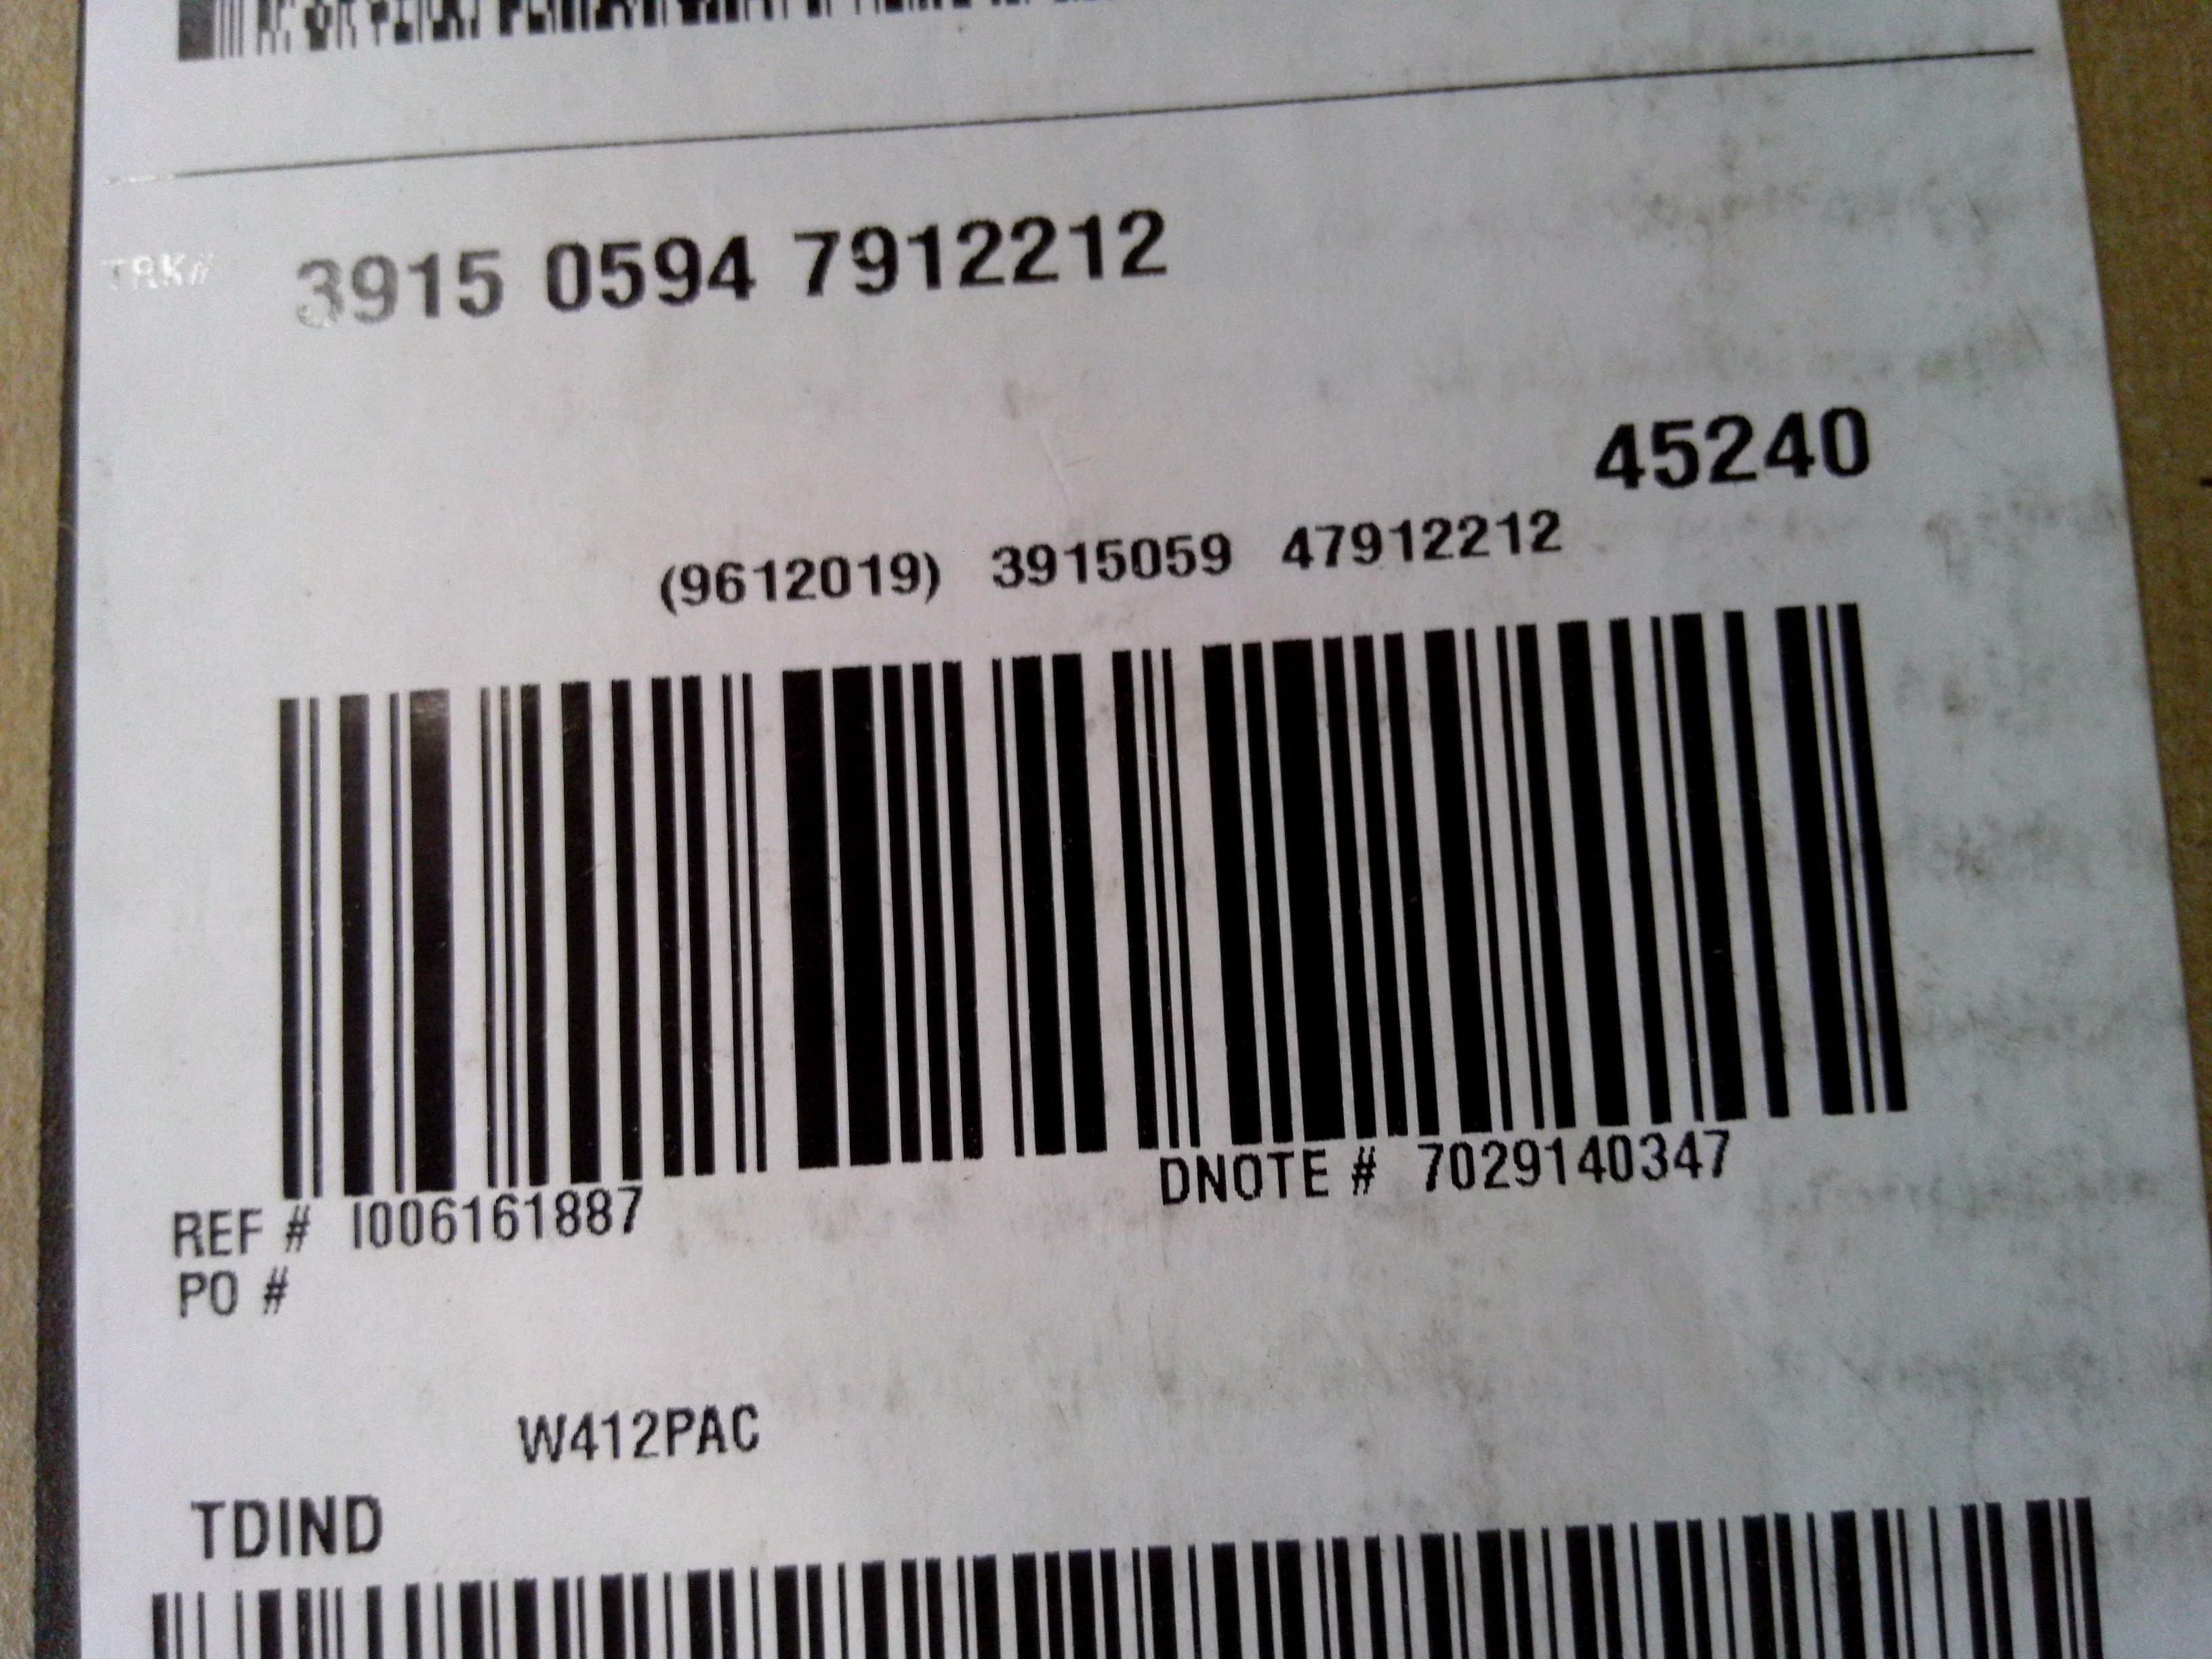 TRK# 3915 0594 7912212
45240
(9612019) 3915059 47912212
REF # I006161887 DNOTE # 7029140347
PO #
W412PAC
TDIND